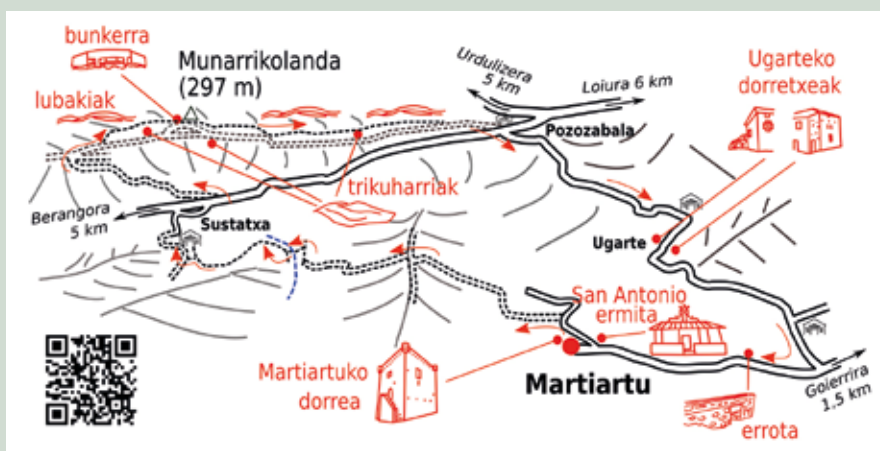 bunkerra
Munarrikolanda
(297 m)
lubakiak
Urdulizera
5 km
Loiura 6 km
Ugarteko
dorretxeak
Pozozabala
trikuharriak
Berangora
5 km
Sustatxa
Ugarte
San Antonio
ermita
Martiartuko
dorrea
Martiartu
Goierrira
1,5 km
errota